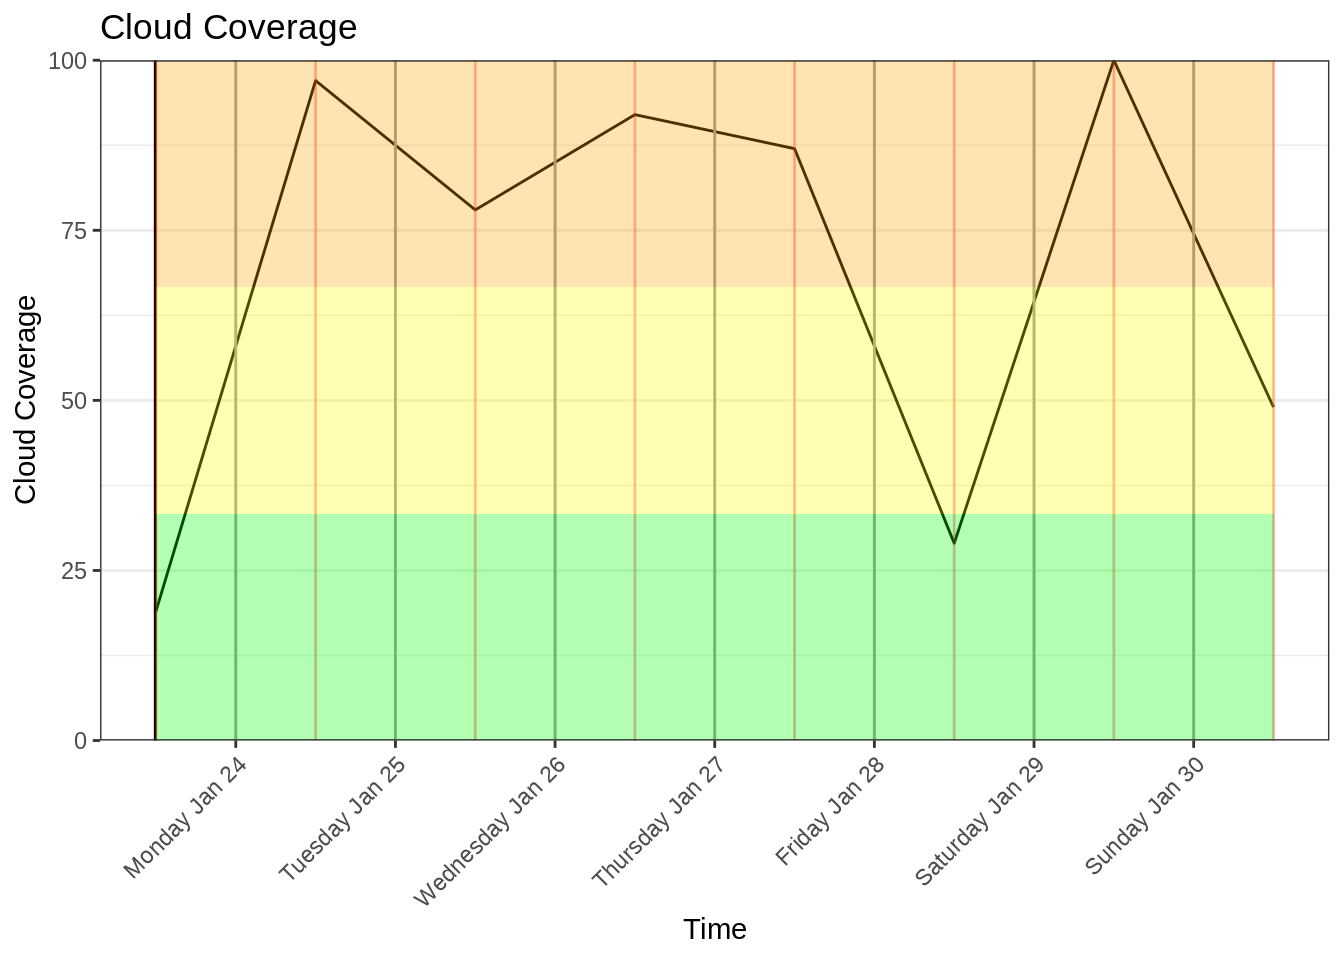 Cloud Coverage
Cloud Coverage
100
75
50
25
0
Monday Jan 24
Tuesday Jan 25
Wednesday Jan 26
Thursday Jan 27
Friday Jan 28
Saturday Jan 29
Sunday Jan 30
Time